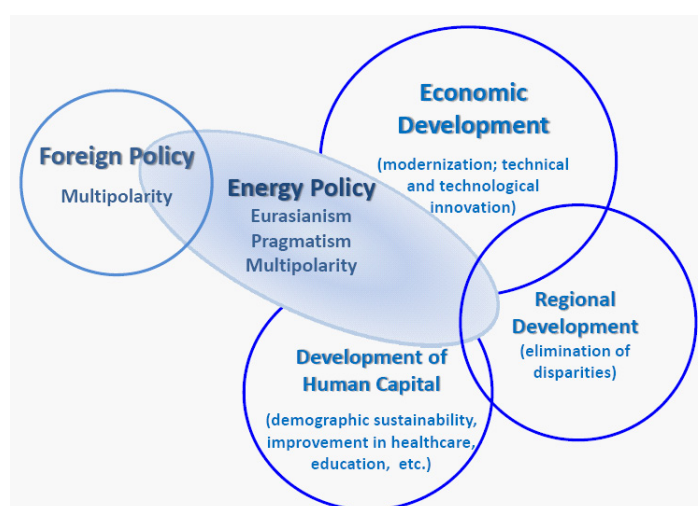 Economic
Development
(modernization; technical
and technological
innovation)
Foreign Policy
Multipolarity
Energy Policy
Eurasianism
Pragmatism
Multipolarity
Regional
Development
(elimination of
disparities)
Development of
Human Capital
(demographic sustainability,
improvement in healthcare,
education,  etc.)